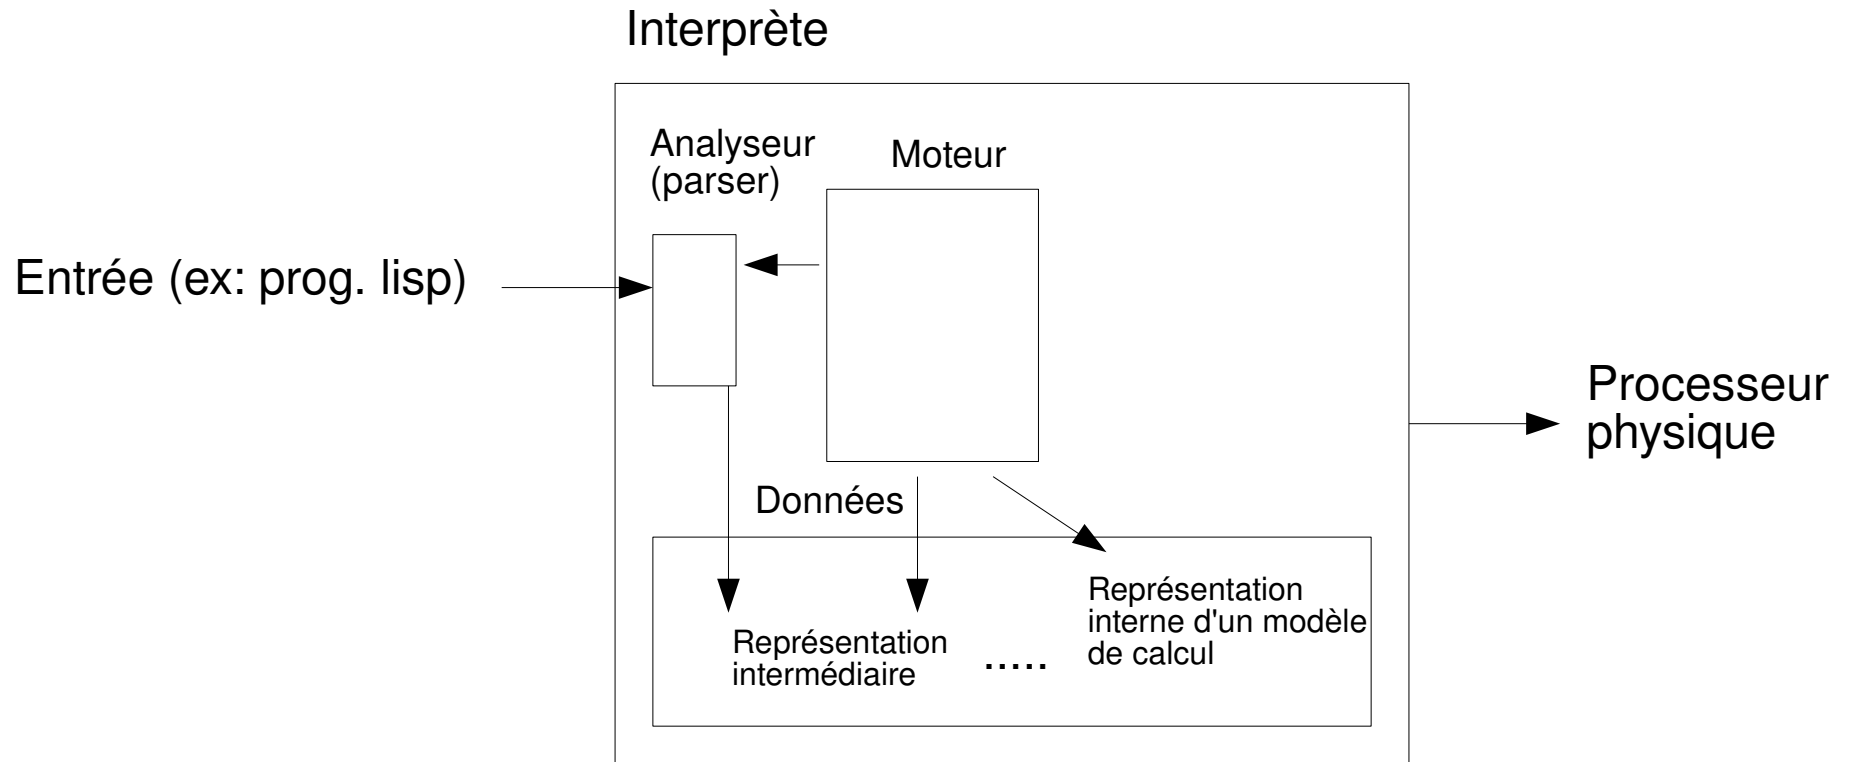 Interprète
Analyseur
(parser)
Moteur
Entrée (ex: prog. lisp)
Processeur
physique
Données
Représentation
interne d'un modèle
de calcul
Représentation
intermédiaire
.....